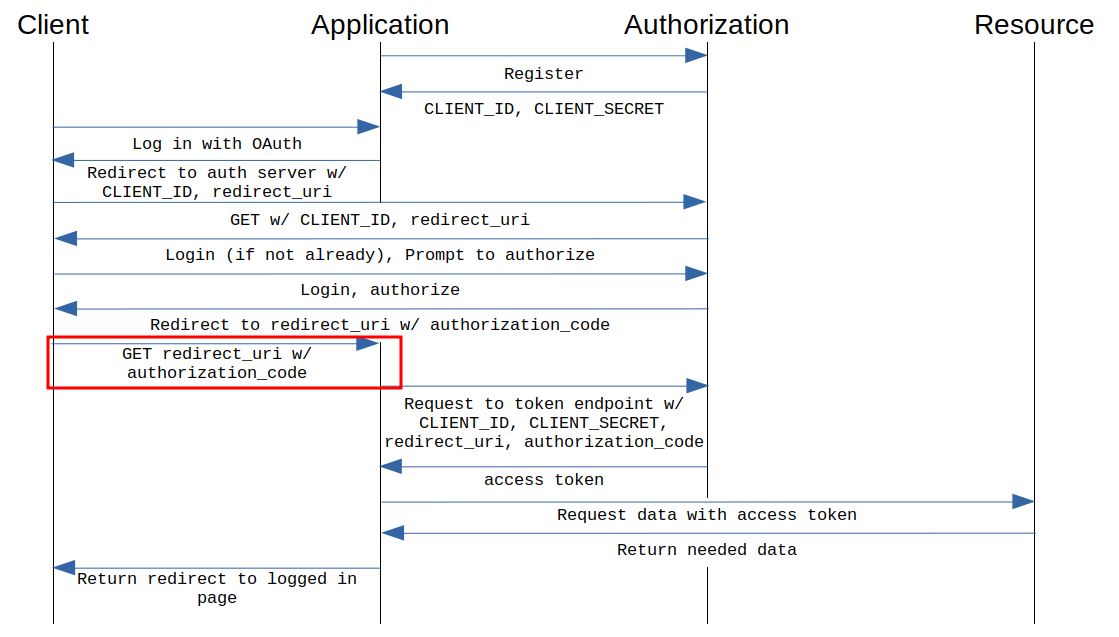 Client
Application
Authorization
Resource
Register
CLIENT_ID, CLIENT_SECRET
Log in with OAuth
Redirect to auth server w/
CLIENT_ID, redirect_uri
GET w/ CLIENT_ID, redirect_uri
Login (if not already), Prompt to authorize
Login, authorize
Redirect to redirect_uri w/ authorization_code
GET redirect_uri w/
authorization_code
Request to token endpoint w/
CLIENT_ID, CLIENT_SECRET,
redirect_uri, authorization_code
access token
Request data with access token
Return needed data
Return redirect to logged in
page